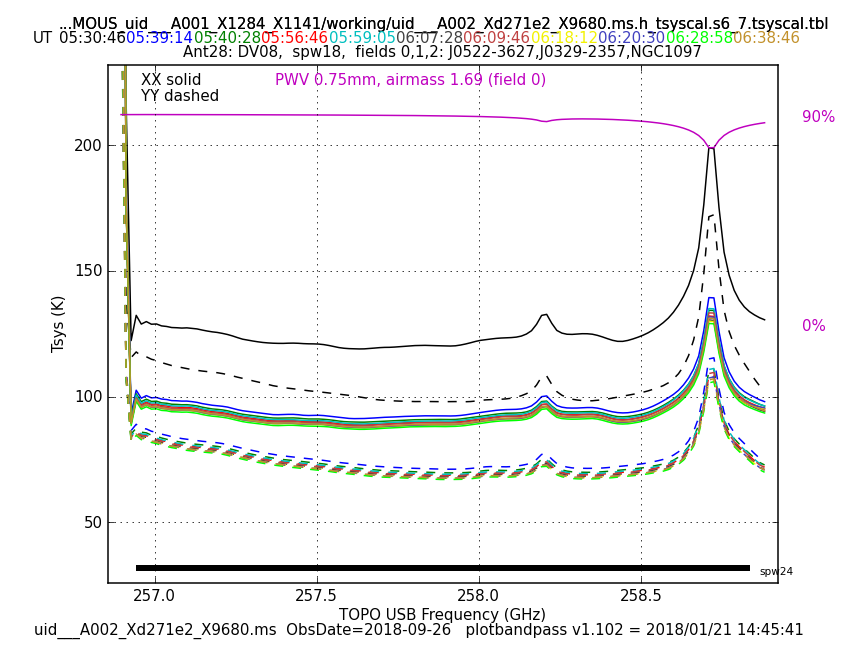 ...MOUS_uid___A001_X1284_X1141/working/uid___A002_Xd271e2_X9680.ms.h_tsyscal.s6_7.tsyscal.tbl
UT 05:30:46 05:39:14 05:40:28 05:56:46 05:59:05 06:07:28 06:09:46 06:18:12 06:20:30 06:28:58 06:38:46
Ant28: DV08,  spw18,  fields 0,1,2: J0522-3627,J0329-2357,NGC1097
XX solid
YY dashed
PWV 0.75mm, airmass 1.69 (field 0)
90%
0%
200
150
100
50
Tsys (K)
spw24
257.0 257.5 258.0 258.5
TOPO USB Frequency (GHz)
uid___A002_Xd271e2_X9680.ms  ObsDate=2018-09-26   plotbandpass v1.102 = 2018/01/21 14:45:41